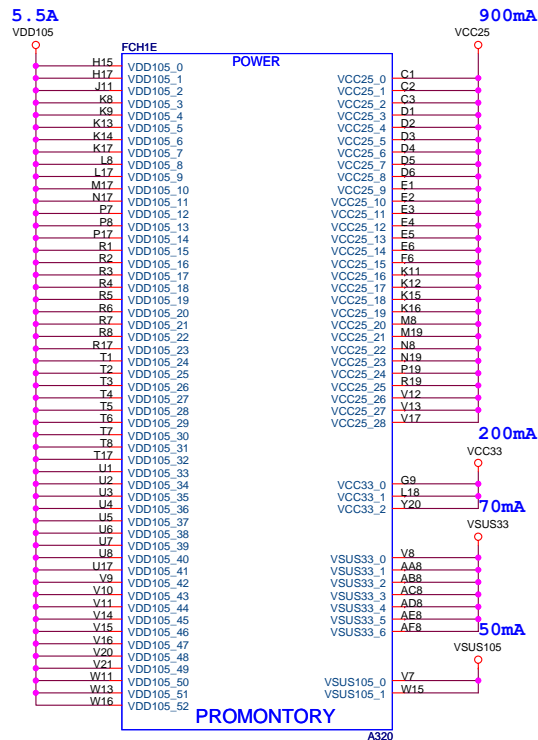 5.5A 900mA
VDD105 VCC25
FCH1E
POWER
H15 VDD105_0
H17 VDD105_1 VCC25_0 C1
J11 VDD105_2 VCC25_1 C2
K8 VDD105_3 VCC25_2 C3
K9 VDD105_4 VCC25_3 D1
K13 VDD105_5 VCC25_4 D2
K14 VDD105_6 VCC25_5 D3
K17 VDD105_7 VCC25_6 D4
L8 VDD105_8 VCC25_7 D5
L17 VDD105_9 VCC25_8 D6
M17 VDD105_10 VCC25_9 E1
N17 VDD105_11 VCC25_10 E2
P7 VDD105_12 VCC25_11 E3
P8 VDD105_13 VCC25_12 E4
P17 VDD105_14 VCC25_13 E5
R1 VDD105_15 VCC25_14 E6
R2 VDD105_16 VCC25_15 F6
R3 VDD105_17 VCC25_16 K11
R4 VDD105_18 VCC25_17 K12
R5 VDD105_19 VCC25_18 K15
R6 VDD105_20 VCC25_19 K16
R7 VDD105_21 VCC25_20 M8
R8 VDD105_22 VCC25_21 M19
R17 VDD105_23 VCC25_22 N8
T1 VDD105_24 VCC25_23 N19
T2 VDD105_25 VCC25_24 P19
T3 VDD105_26 VCC25_25 R19
T4 VDD105_27 VCC25_26 V12
T5 VDD105_28 VCC25_27 V13
T6 VDD105_29 VCC25_28 V17
T7 VDD105_30 200mA
T8 VDD105_31 VCC33
T17 VDD105_32
U1 VDD105_33
U2 VDD105_34 VCC33_0 G9
U3 VDD105_35 VCC33_1 L18
U4 VDD105_36 VCC33_2 Y20 70mA
U5 VDD105_37
U6 VDD105_38 VSUS33
U7 VDD105_39
U8 VDD105_40 VSUS33_0 V8
U17 VDD105_41 VSUS33_1 AA8
V9 VDD105_42 VSUS33_2 AB8
V10 VDD105_43 VSUS33_3 AC8
V11 VDD105_44 VSUS33_4 AD8
V14 VDD105_45 VSUS33_5 AE8
V15 VDD105_46 VSUS33_6 AF8 50mA
V16 VDD105_47
V20 VDD105_48 VSUS105
V21 VDD105_49
W11 VDD105_50 VSUS105_0 V7
W13 VDD105_51 VSUS105_1 W15
W16 VDD105_52
PROMONTORY
A320